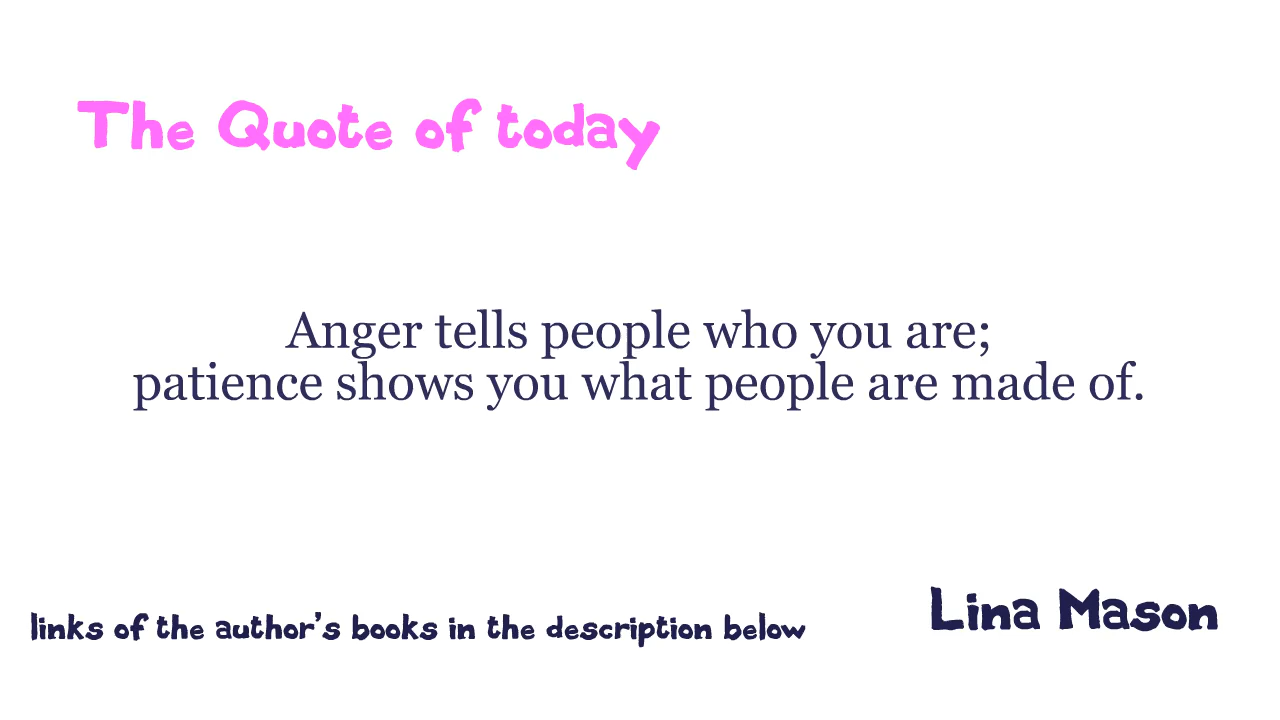 The Quote of today
Anger tells people who you are;
patience shows you what people are made of.
Lina Mason
links of the author's books in the description below